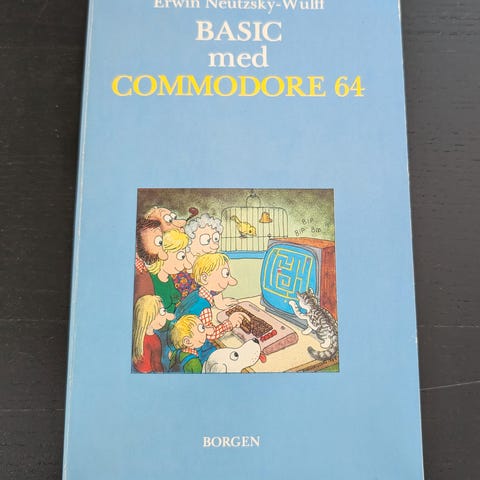 Erwin Neutzsky-Wulff
BASIC
med
COMMODORE 64
BIP
BIP BIP
BORGEN